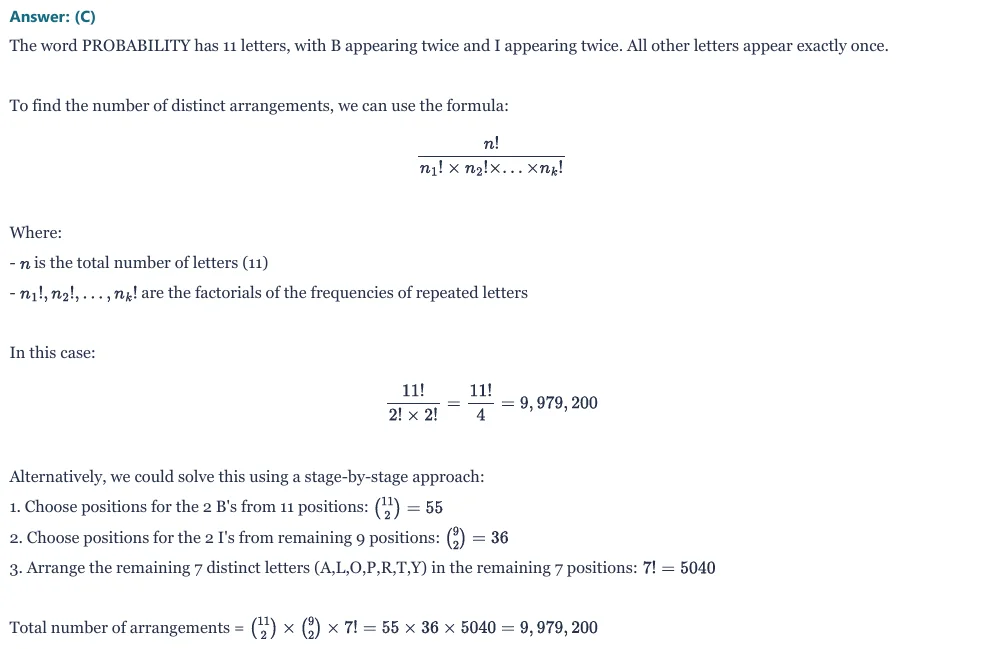 Answer: (C)
The word PROBABILITY has 11 letters, with B appearing twice and I appearing twice. All other letters appear exactly once.
To find the number of distinct arrangements, we can use the formula:
n!
n₁! × n₂!×...×nₖ!
Where:
- n is the total number of letters (11)
- n₁!, n₂!, ..., nₖ! are the factorials of the frequencies of repeated letters
In this case:
11!/(2! × 2!) = 11!/4 = 9,979,200
Alternatively, we could solve this using a stage-by-stage approach:
1. Choose positions for the 2 B's from 11 positions: (11 2) = 55
2. Choose positions for the 2 I's from remaining 9 positions: (9 2) = 36
3. Arrange the remaining 7 distinct letters (A,L,O,P,R,T,Y) in the remaining 7 positions: 7! = 5040
Total number of arrangements = (11 2) × (9 2) × 7! = 55 × 36 × 5040 = 9,979,200